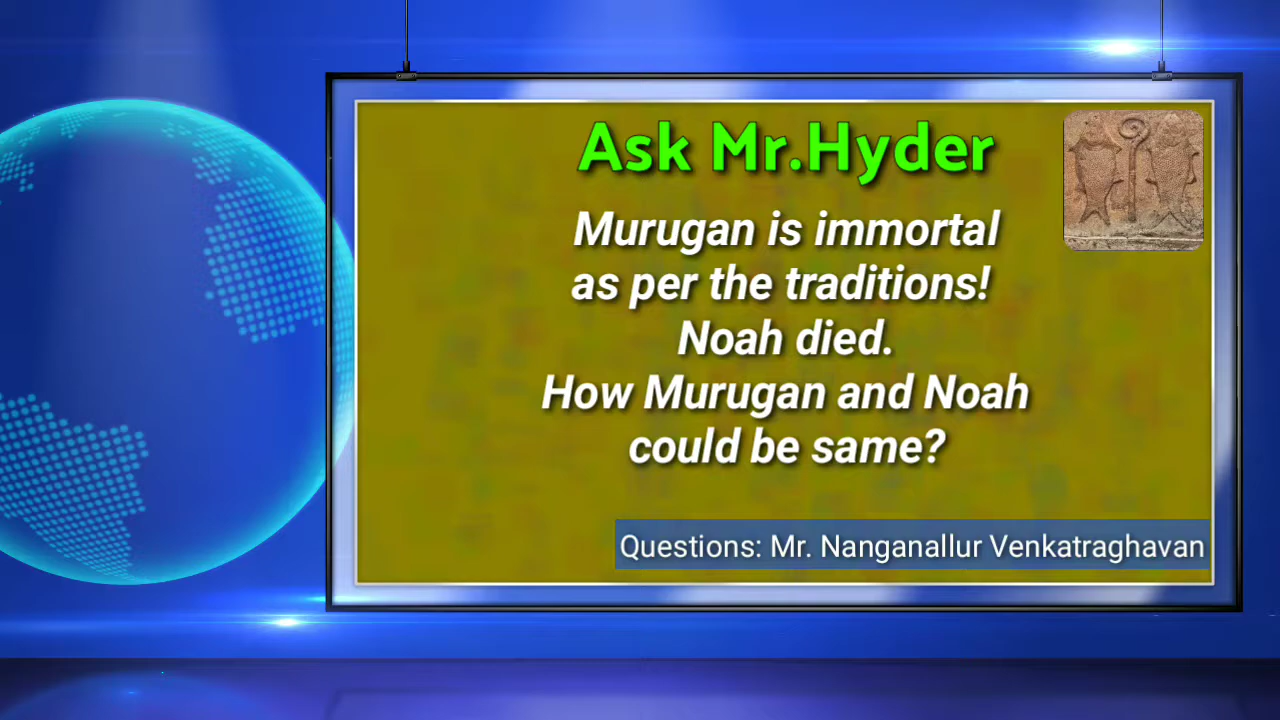 Ask Mr.Hyder
Murugan is immortal
as per the traditions!
Noah died.
How Murugan and Noah
could be same?
Questions: Mr. Nanganallur Venkatraghavan